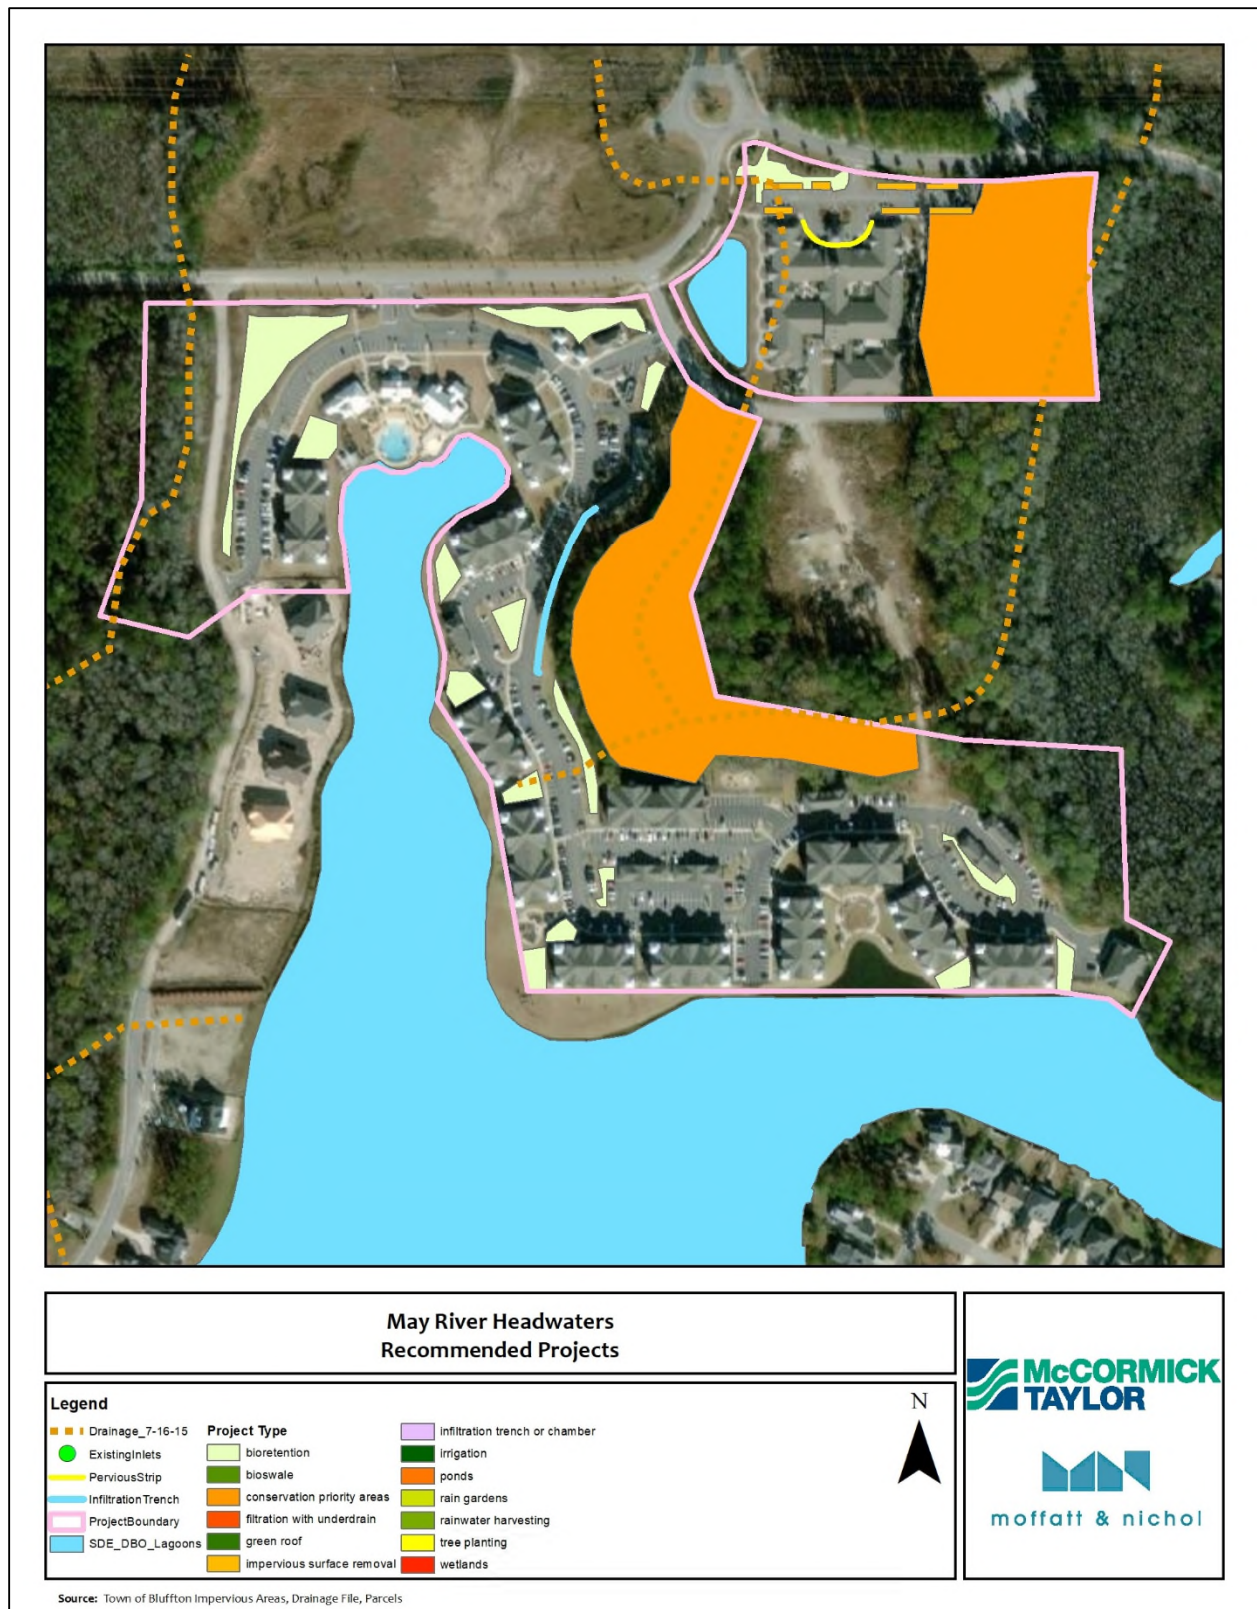 May River Headwaters
Recommended Projects
Legend
Drainage_7-16-15
ExistingInlets
PerviousStrip
InfiltrationTrench
ProjectBoundary
SDE_DBO_Lagoons
Project Type
bioretention
bioswale
conservation priority areas
filtration with underdrain
green roof
impervious surface removal
infiltration trench or chamber
irrigation
ponds
rain gardens
rainwater harvesting
tree planting
wetlands
N
McCORMICK
TAYLOR
moffatt & nichol
Source: Town of Bluffton Impervious Areas, Drainage File, Parcels